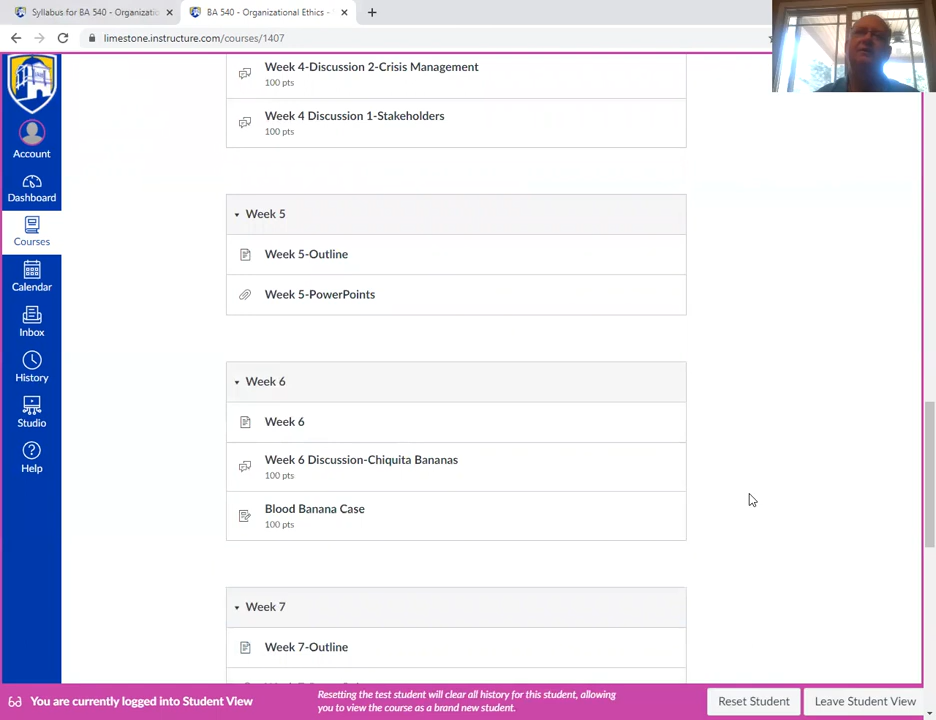 Syllabus for BA 540 - Organizatio
BA 540 - Organizational Ethics -
limestone.instructure.com/courses/1407
Account
Dashboard
Courses
Calendar
Inbox
History
Studio
Help
Week 4-Discussion 2-Crisis Management
100 pts
Week 4 Discussion 1-Stakeholders
100 pts
Week 5
Week 5-Outline
Week 5-PowerPoints
Week 6
Week 6
Week 6 Discussion-Chiquita Bananas
100 pts
Blood Banana Case
100 pts
Week 7
Week 7-Outline
You are currently logged into Student View
Resetting the test student will clear all history for this student, allowing
you to view the course as a brand new student.
Reset Student
Leave Student View